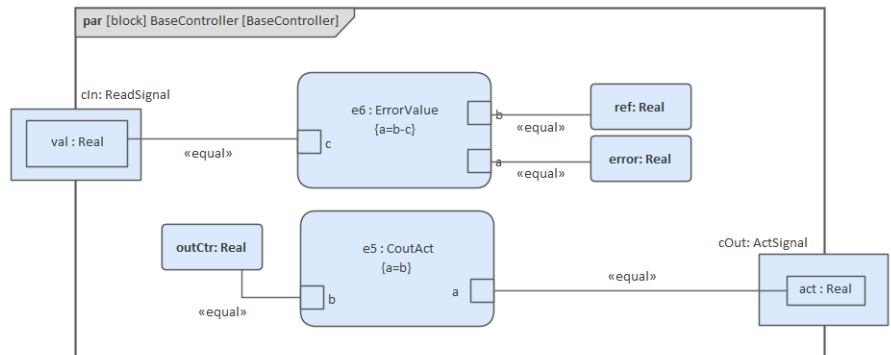 par [block] BaseController [BaseController]
cIn: ReadSignal
val : Real
«equal»
c
e6 : ErrorValue
{a=b-c}
b
«equal»
ref: Real
a
«equal»
error: Real
outCtr: Real
«equal»
b
e5 : CoutAct
{a=b}
a
«equal»
cOut: ActSignal
act : Real